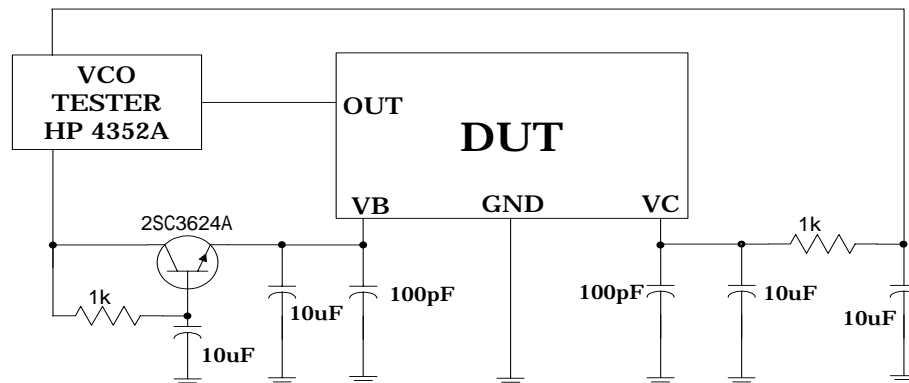 VCO
TESTER
HP 4352A
OUT
DUT
VB
GND
VC
2SC3624A
1k
1k
100pF
100pF
10uF
10uF
10uF
10uF